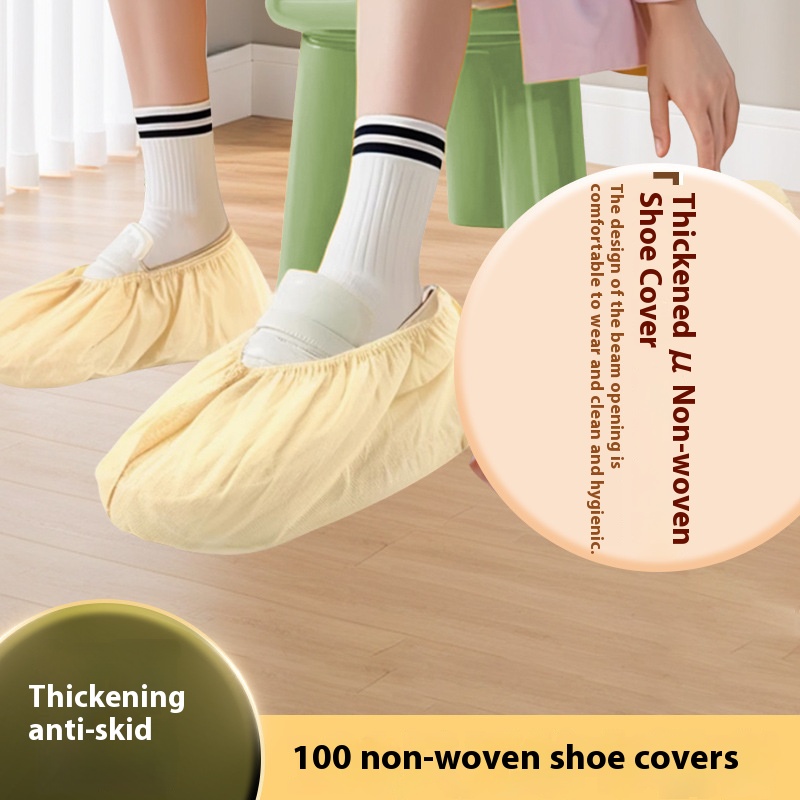 「Thickened μ Non-woven
Shoe Cover
The design of the beam opening is
comfortable to wear and clean and hygienic.
Thickening
anti-skid
100 non-woven shoe covers